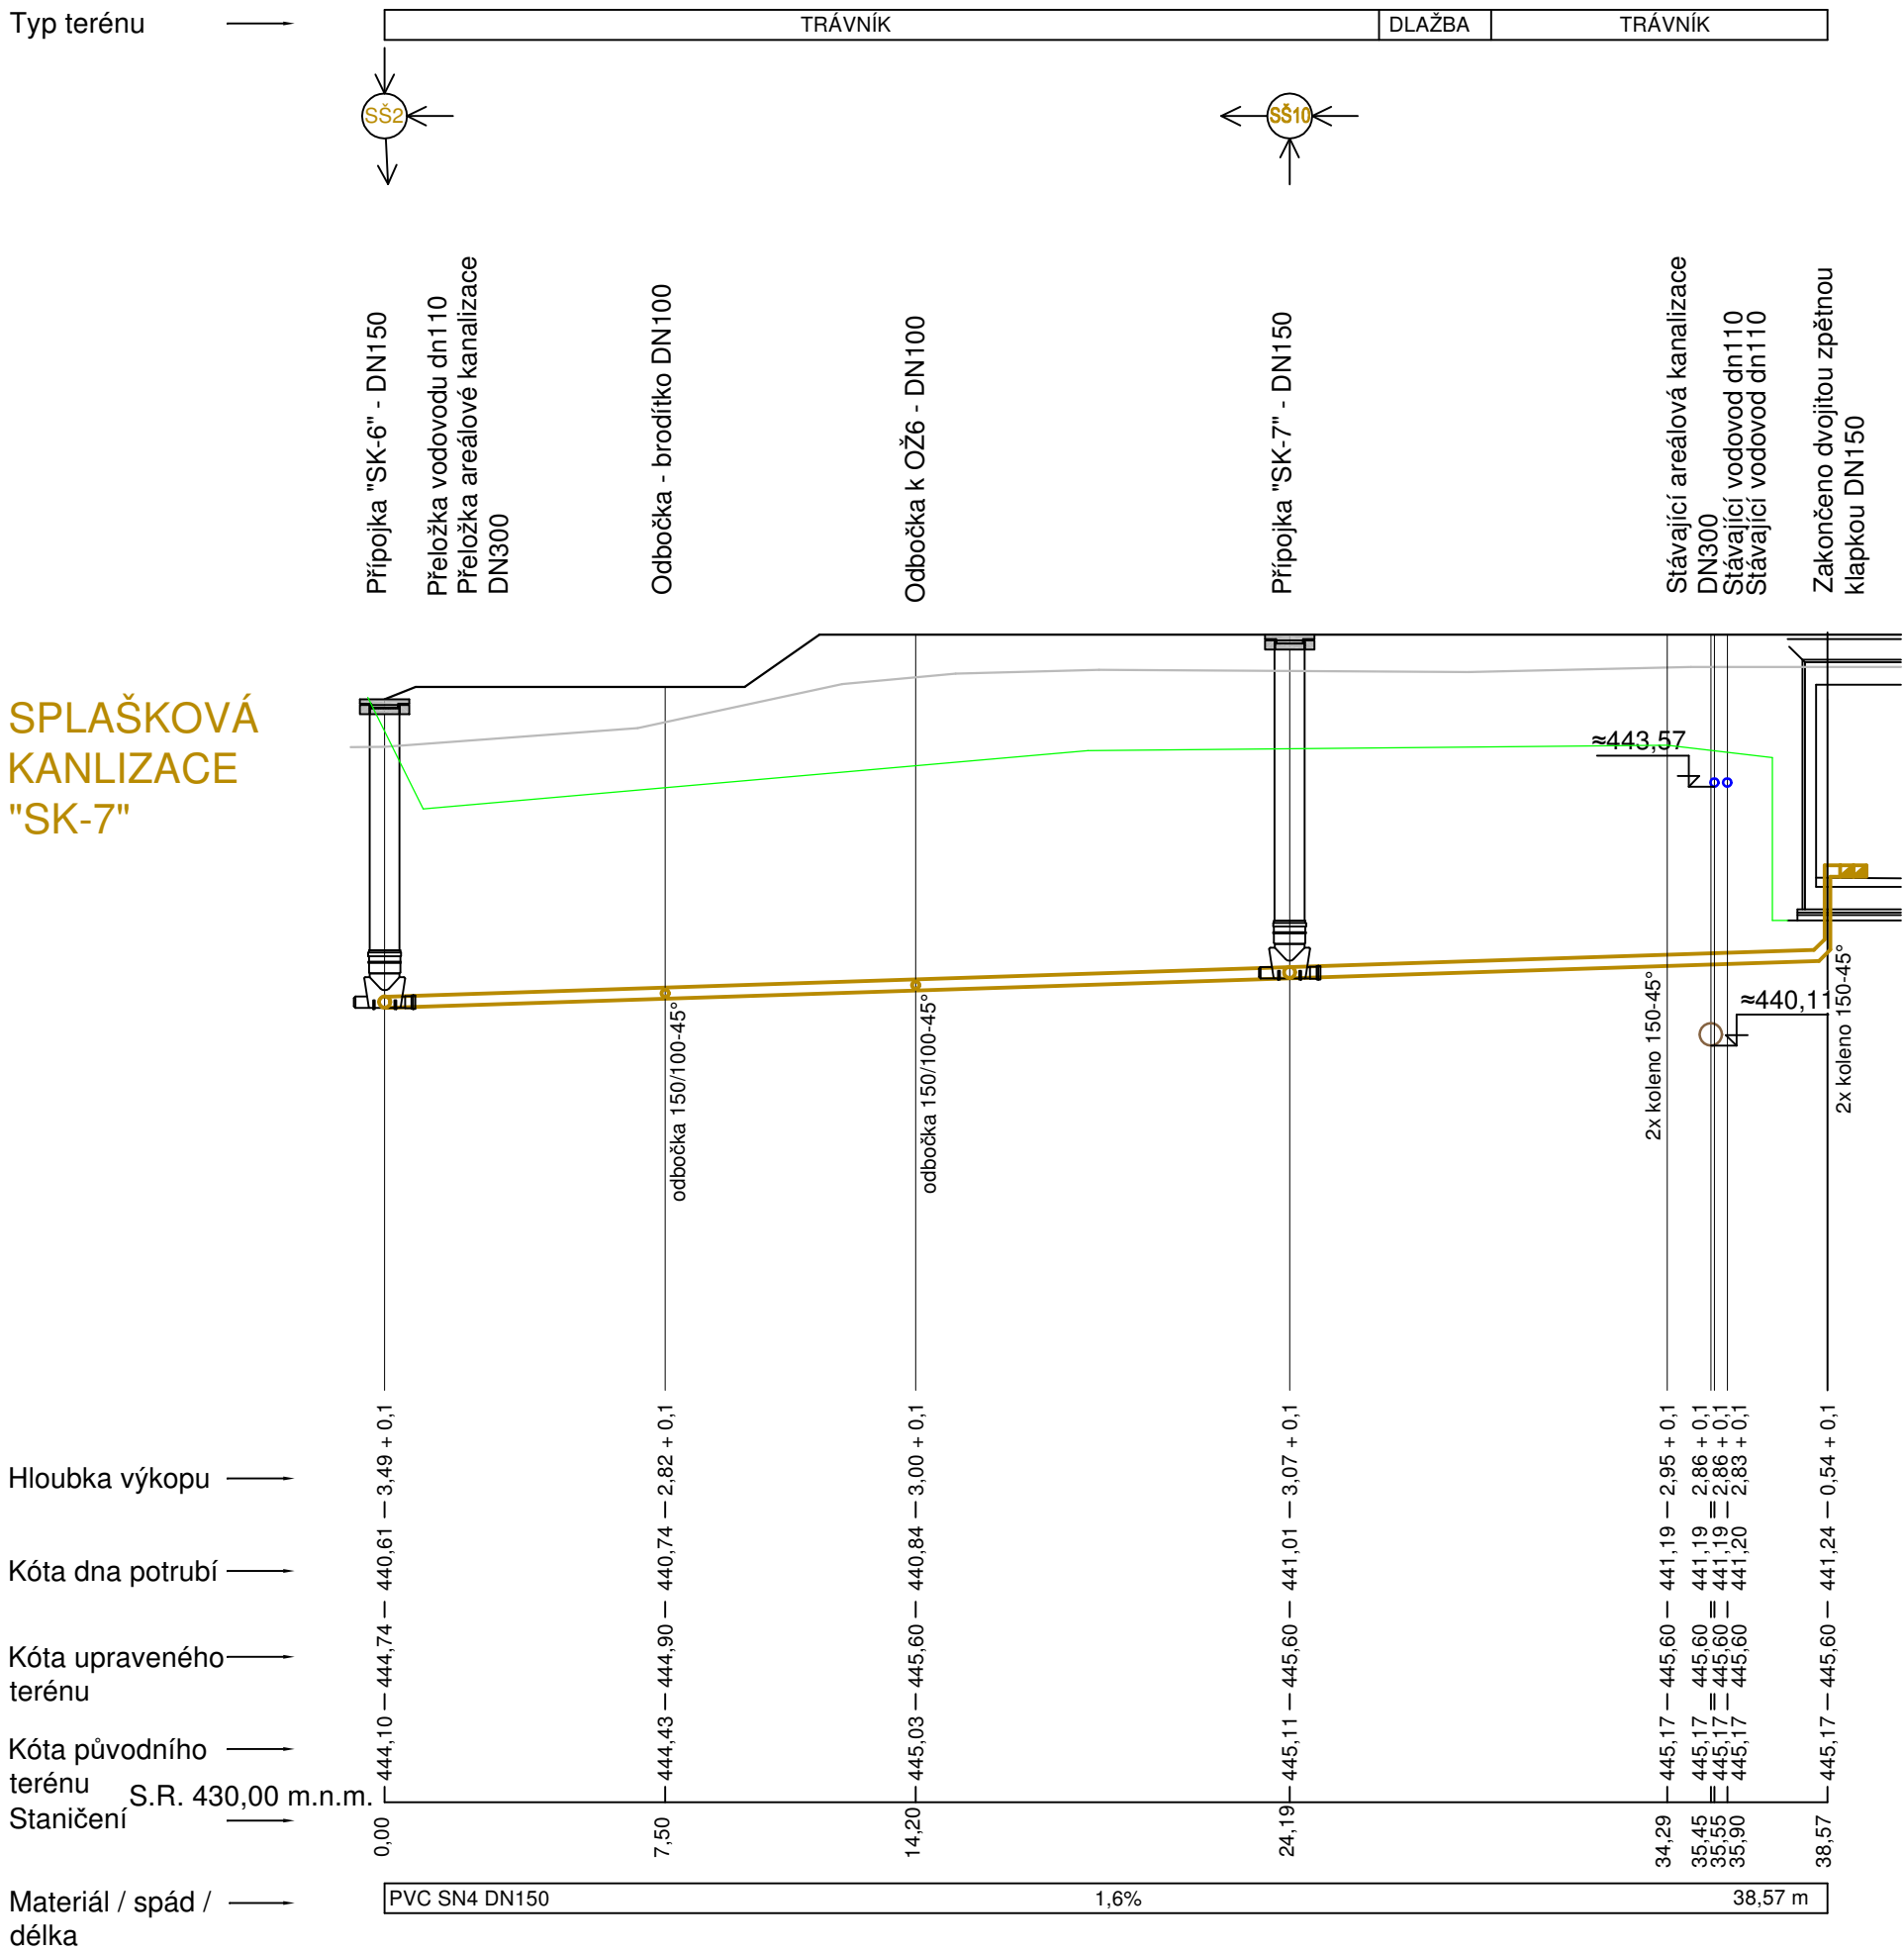 Typ terénu
TRÁVNÍK
DLAŽBA
TRÁVNÍK
SŠ2
SŠ10
Přípojka "SK-6" - DN150
Přeložka vodovodu dn110
Přeložka areálové kanalizace
DN300
Odbočka - brodítko DN100
Odbočka k OŽ6 - DN100
Přípojka "SK-7" - DN150
Stávající areálová kanalizace
DN300
Stávající vodovod dn110
Stávající vodovod dn110
Zakončeno dvojitou zpětnou
klapkou DN150
SPLAŠKOVÁ
KANLIZACE
"SK-7"
≈443,57
≈440,11
odbočka 150/100-45°
odbočka 150/100-45°
2x koleno 150-45°
2x koleno 150-45°
Hloubka výkopu
3,49 + 0,1
2,82 + 0,1
3,00 + 0,1
3,07 + 0,1
2,95 + 0,1
2,86 + 0,1
2,86 + 0,1
2,83 + 0,1
0,54 + 0,1
Kóta dna potrubí
440,61
440,74
440,84
441,01
441,19
441,19
441,19
441,20
441,24
Kóta upraveného
terénu
444,74
444,90
445,60
445,60
445,60
445,60
445,60
445,60
445,60
Kóta původního
terénu
444,10
444,43
445,03
445,11
445,17
445,17
445,17
445,17
445,17
S.R. 430,00 m.n.m.
Staničení
0,00
7,50
14,20
24,19
34,29
35,45
35,55
35,90
38,57
Materiál / spád /
délka
PVC SN4 DN150
1,6%
38,57 m